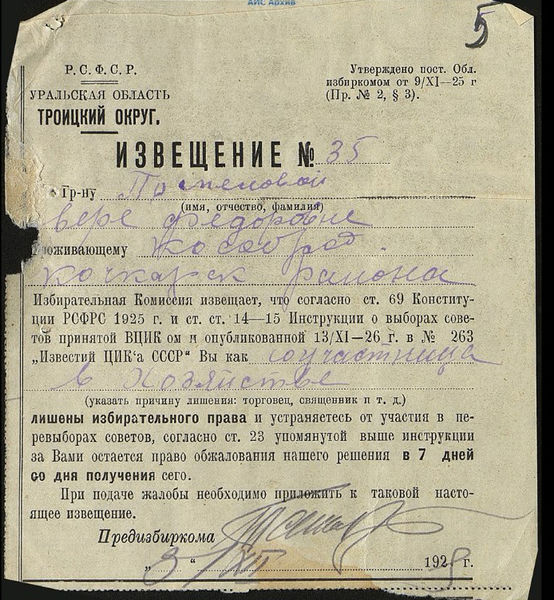 АИС Архив
5
Р. С. Ф. С. Р.
УРАЛЬСКАЯ ОБЛАСТЬ
ТРОИЦКИЙ ОКРУГ.
Утверждено пост. Обл.
избиркомом от 9/XI—25 г
(Пр. № 2, § 3).
ИЗВЕЩЕНИЕ № 35
Гр-ну
(имя, отчество, фамилия)
вере федоровне
оживающему Кособрод.
Кочкарск района
Избирательная Комиссия извещает, что согласно ст. 69 Конститу-
ции РСФРС 1925 г. и ст. ст. 14—15 Инструкции о выборах сове-
тов принятой ВЦИК ом и опубликованной 13/XI—26 г. в № 263
„Известий ЦИК'а СССР" Вы как соучастница
в хозяйстве
(указать причину лишения: торговец, священник и т. д.)
лишены избирательного права и устраняетесь от участия в пе-
ревыборах советов, согласно ст. 23 упомянутой выше инструкции
за Вами остается право обжалования нашего решения в 7 дней
со дня получения сего.
При подаче жалобы необходимо приложить к таковой насто-
ящее извещение.
Предизбиркома
„ 3 " XII 192 г.